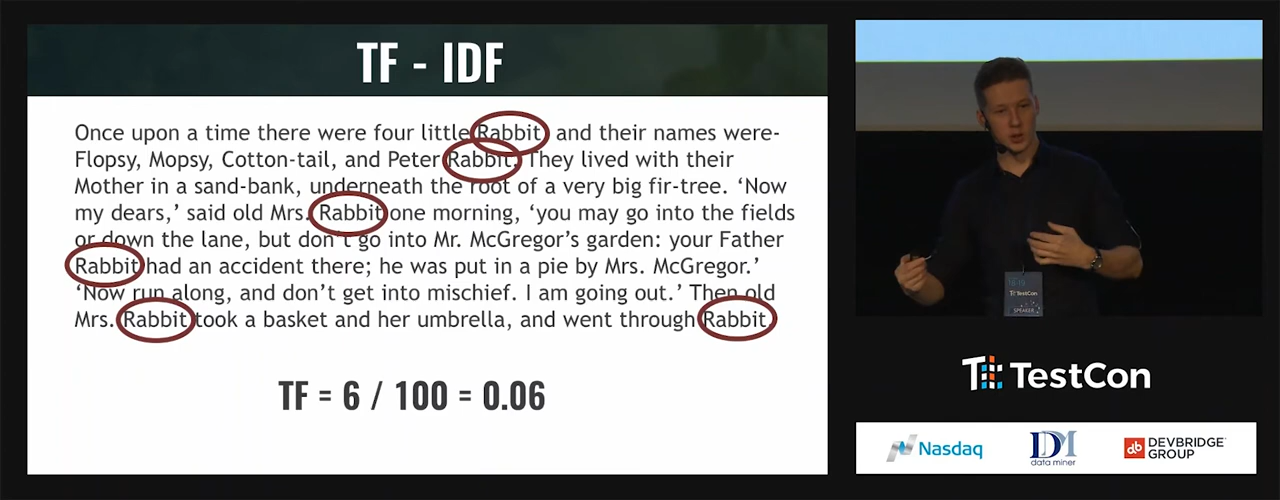 TF - IDF
Once upon a time there were four little Rabbit, and their names were-
Flopsy, Mopsy, Cotton-tail, and Peter Rabbit. They lived with their
Mother in a sand-bank, underneath the root of a very big fir-tree. ‘Now
my dears,’ said old Mrs. Rabbit one morning, ‘you may go into the fields
or down the lane, but don’t go into Mr. McGregor’s garden: your Father
Rabbit had an accident there; he was put in a pie by Mrs. McGregor.’
‘Now run along, and don’t get into mischief. I am going out.’ Then old
Mrs. Rabbit took a basket and her umbrella, and went through Rabbit
TF = 6 / 100 = 0.06
TestCon
SPEAKER
TestCon
Nasdaq
DM
data miner
db
DEVBRIDGE
GROUP